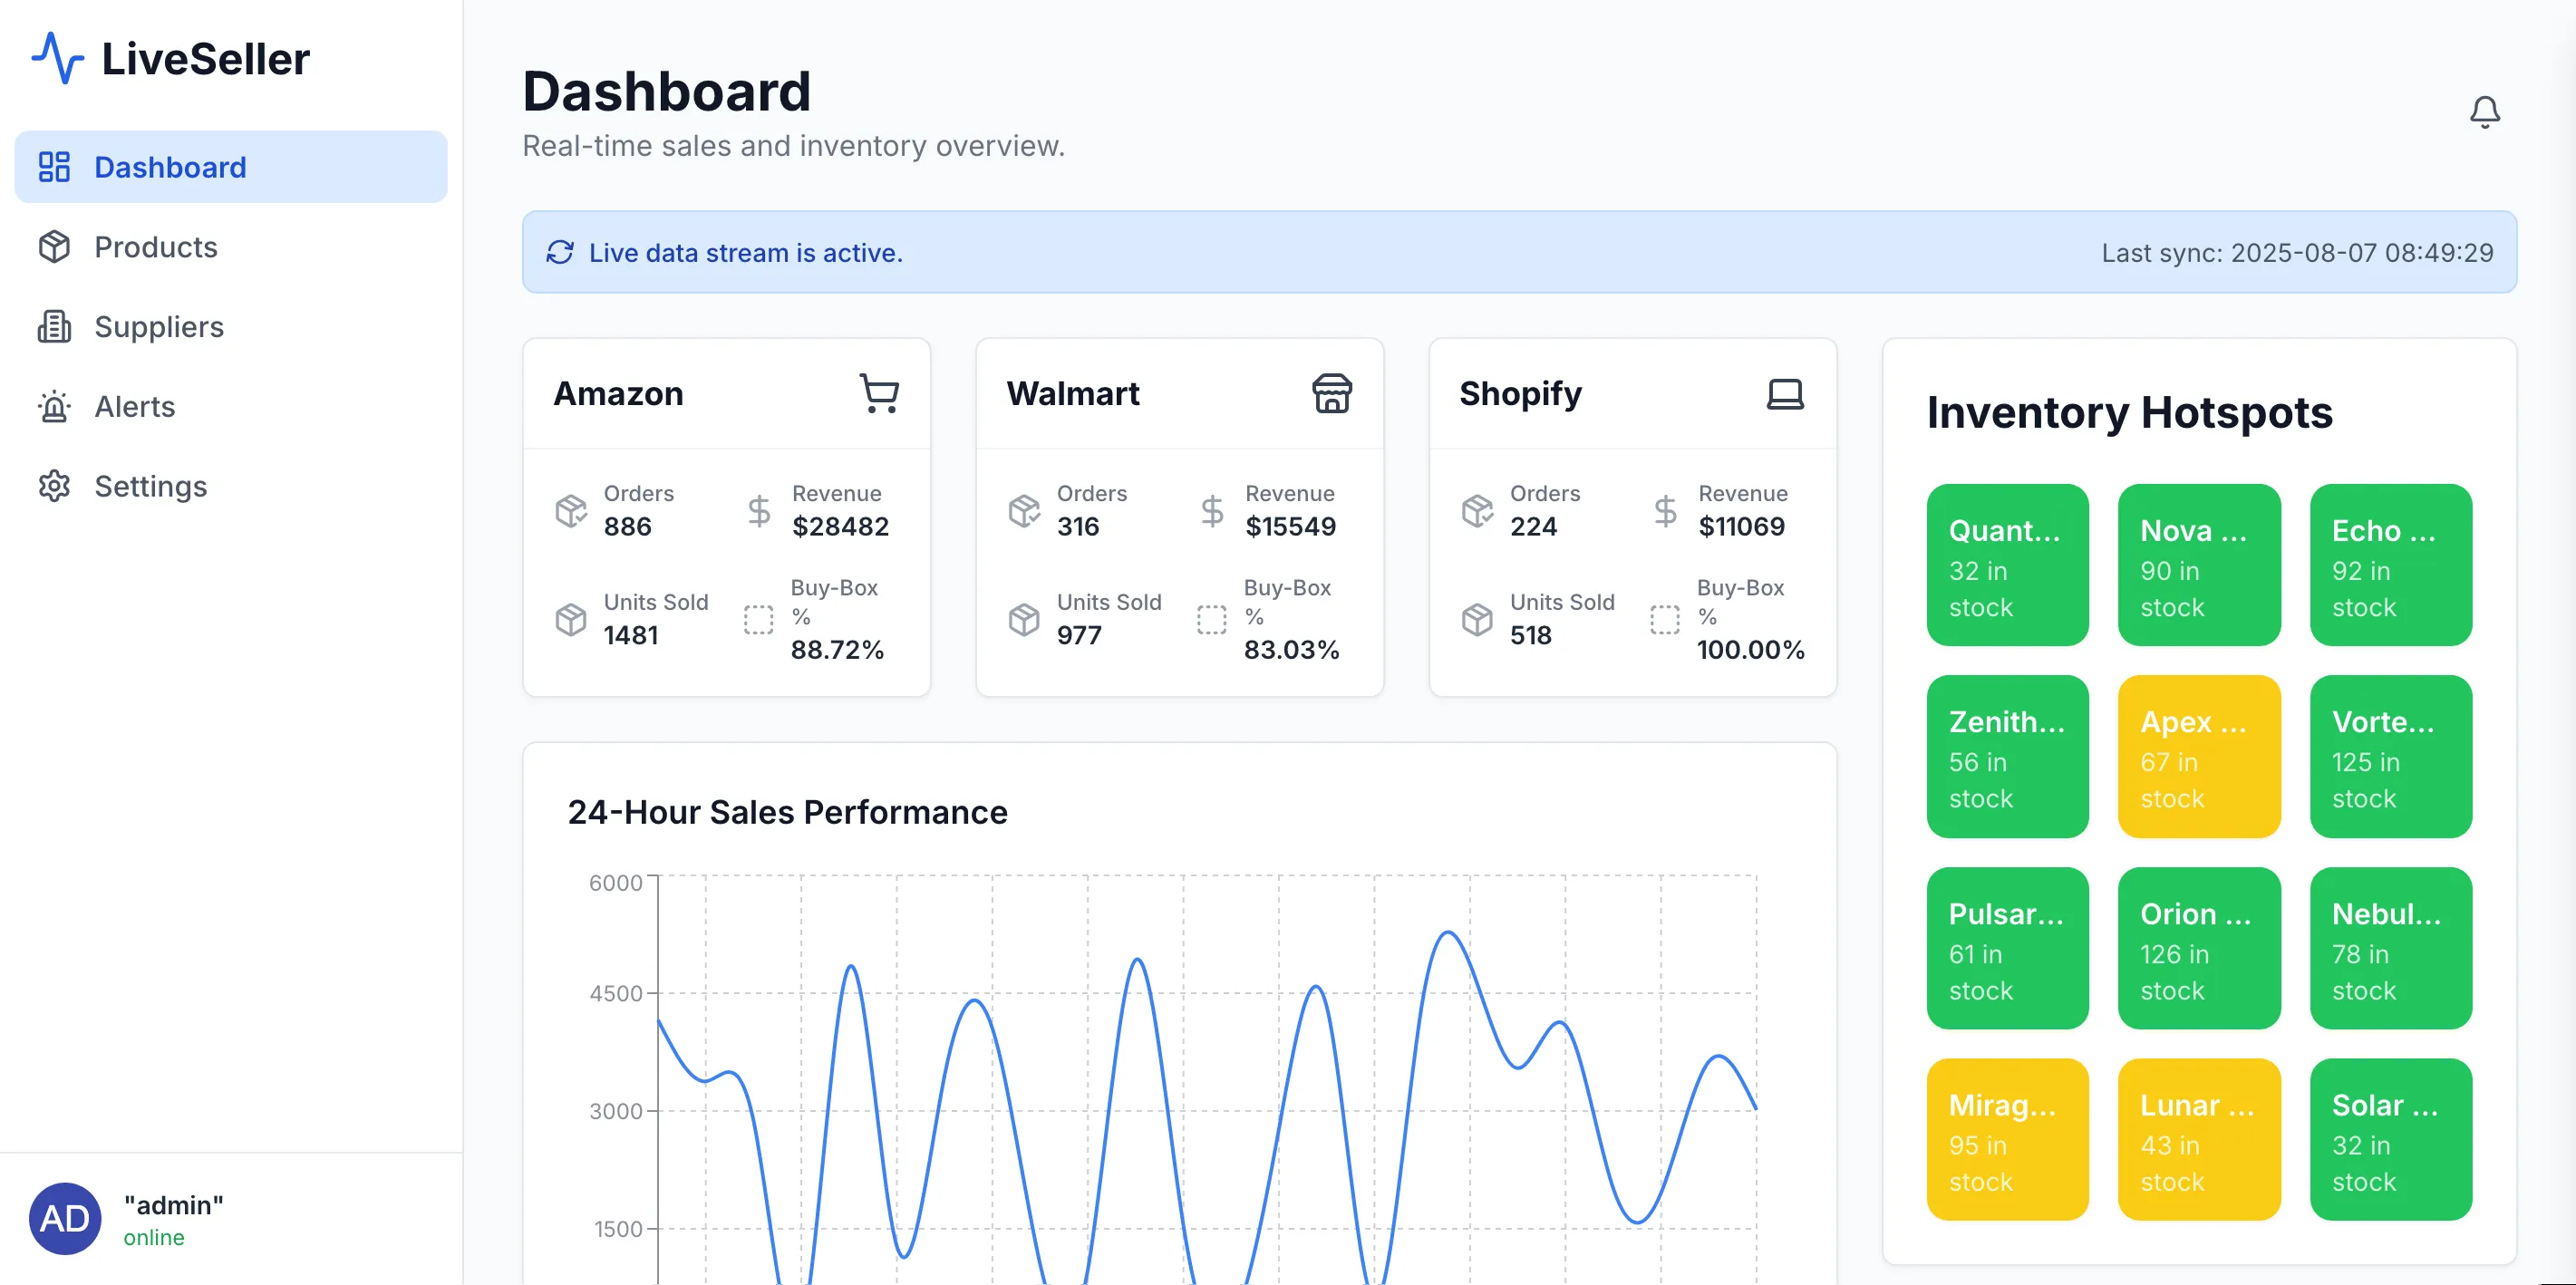 LiveSeller
Dashboard
Products
Suppliers
Alerts
Settings
AD
"admin"
online
Dashboard
Real-time sales and inventory overview.
Live data stream is active.
Last sync: 2025-08-07 08:49:29
Amazon
Orders
886
Revenue
$28482
Units Sold
1481
Buy-Box
%
88.72%
Walmart
Orders
316
Revenue
$15549
Units Sold
977
Buy-Box
%
83.03%
Shopify
Orders
224
Revenue
$11069
Units Sold
518
Buy-Box
%
100.00%
24-Hour Sales Performance
6000
4500
3000
1500
Inventory Hotspots
Quant...
32 in
stock
Nova ...
90 in
stock
Echo ...
92 in
stock
Zenith...
56 in
stock
Apex ...
67 in
stock
Vorte...
125 in
stock
Pulsar...
61 in
stock
Orion ...
126 in
stock
Nebul...
78 in
stock
Mirag...
95 in
stock
Lunar ...
43 in
stock
Solar ...
32 in
stock